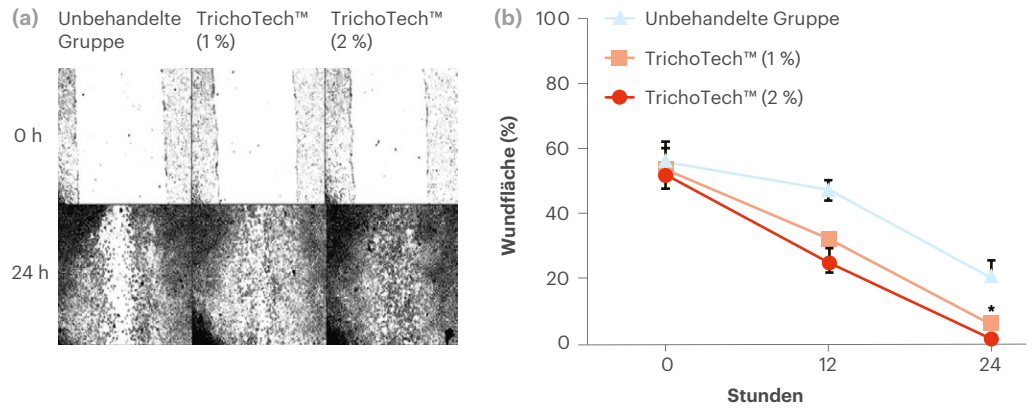 (a)
Unbehandelte Gruppe
TrichoTech™ (1 %)
TrichoTech™ (2 %)
0 h
24 h
(b)
100
80
60
40
20
0
Wundfläche (%)
Unbehandelte Gruppe
TrichoTech™ (1 %)
TrichoTech™ (2 %)
*
0
12
24
Stunden